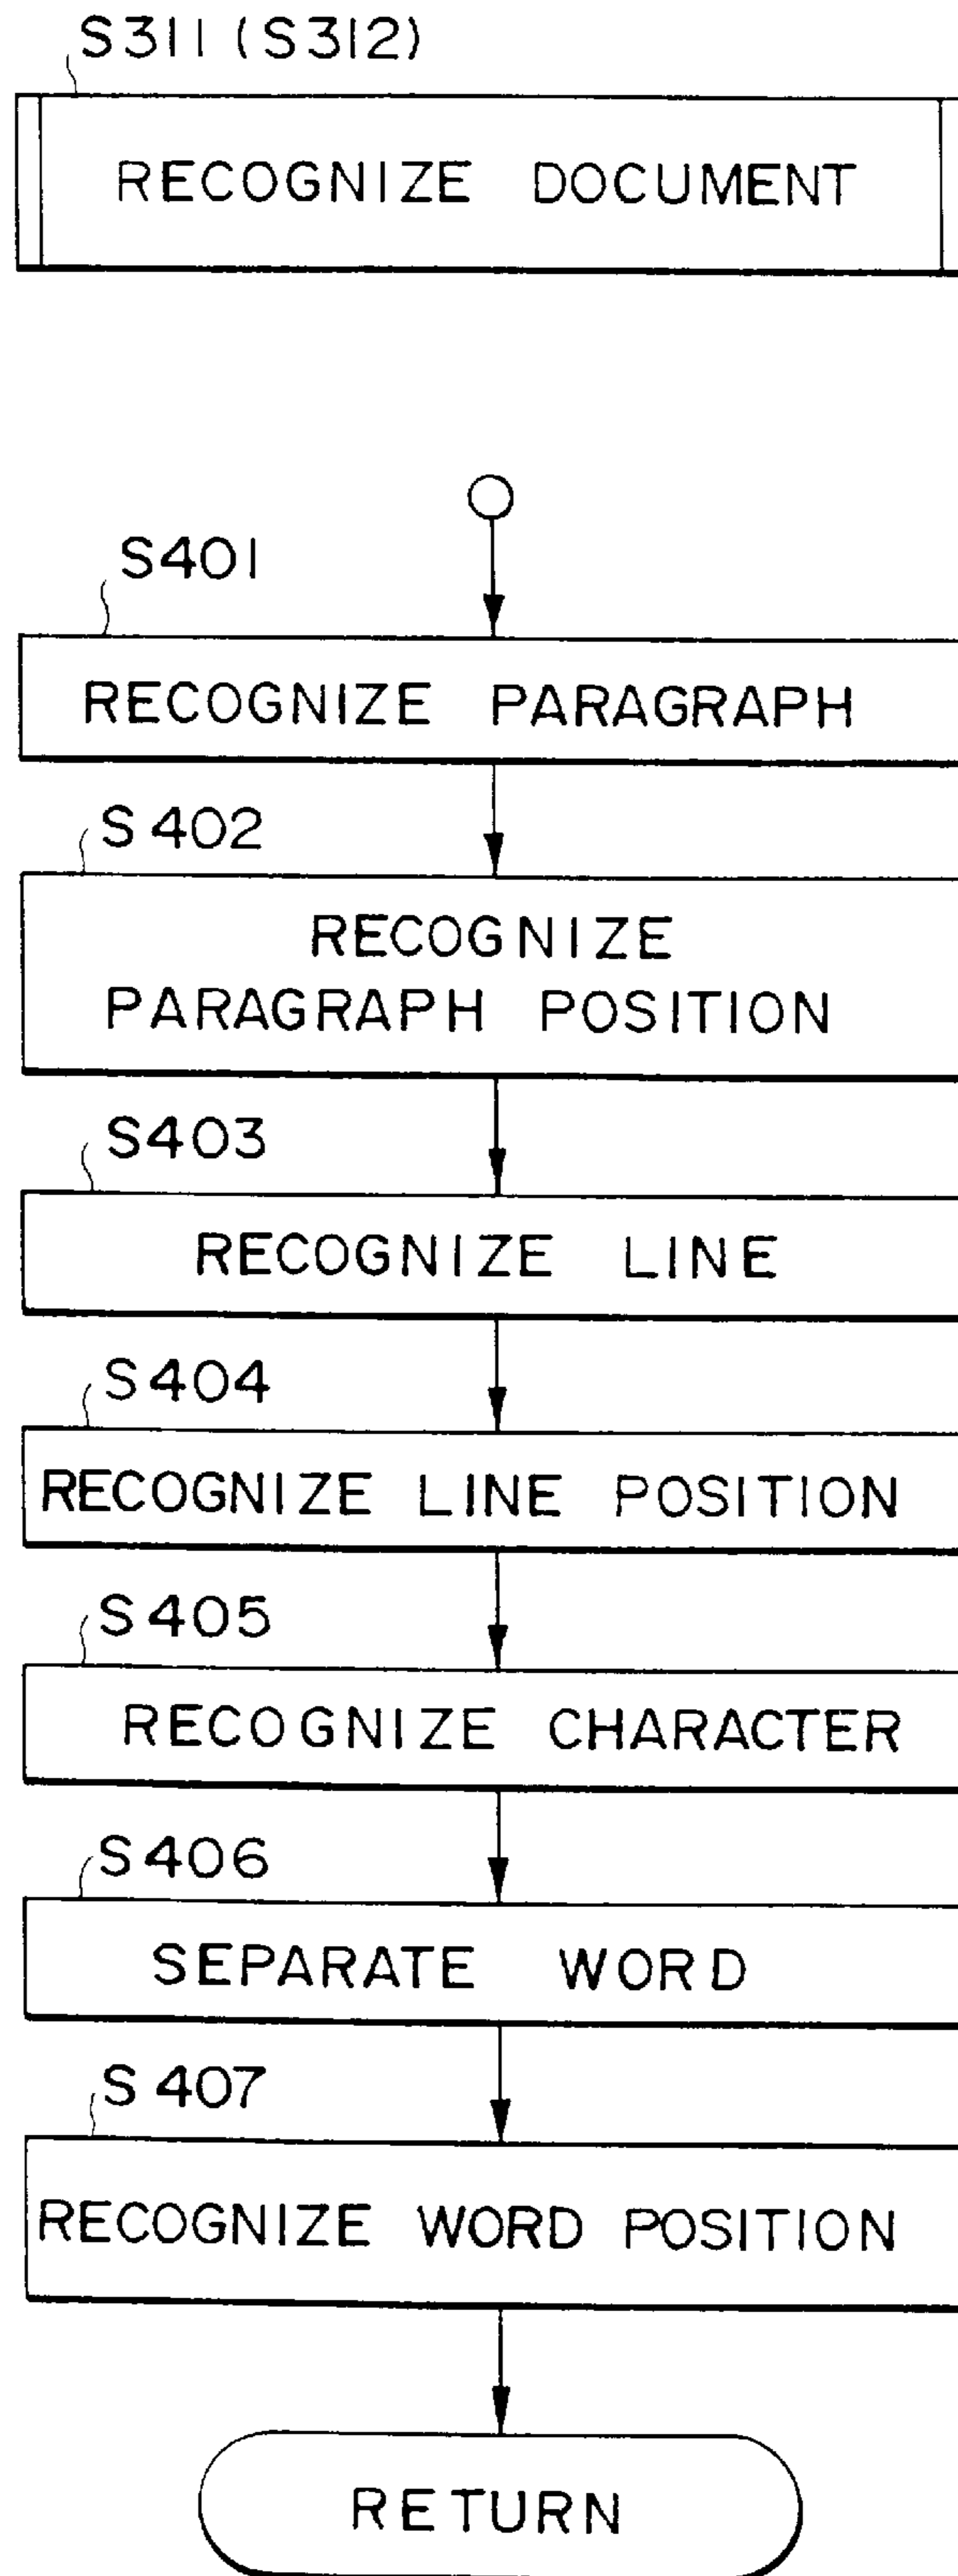 S311 (S312)
RECOGNIZE DOCUMENT
S401
RECOGNIZE PARAGRAPH
S402
RECOGNIZE
PARAGRAPH POSITION
S403
RECOGNIZE LINE
S404
RECOGNIZE LINE POSITION
S405
RECOGNIZE CHARACTER
S406
SEPARATE WORD
S407
RECOGNIZE WORD POSITION
RETURN